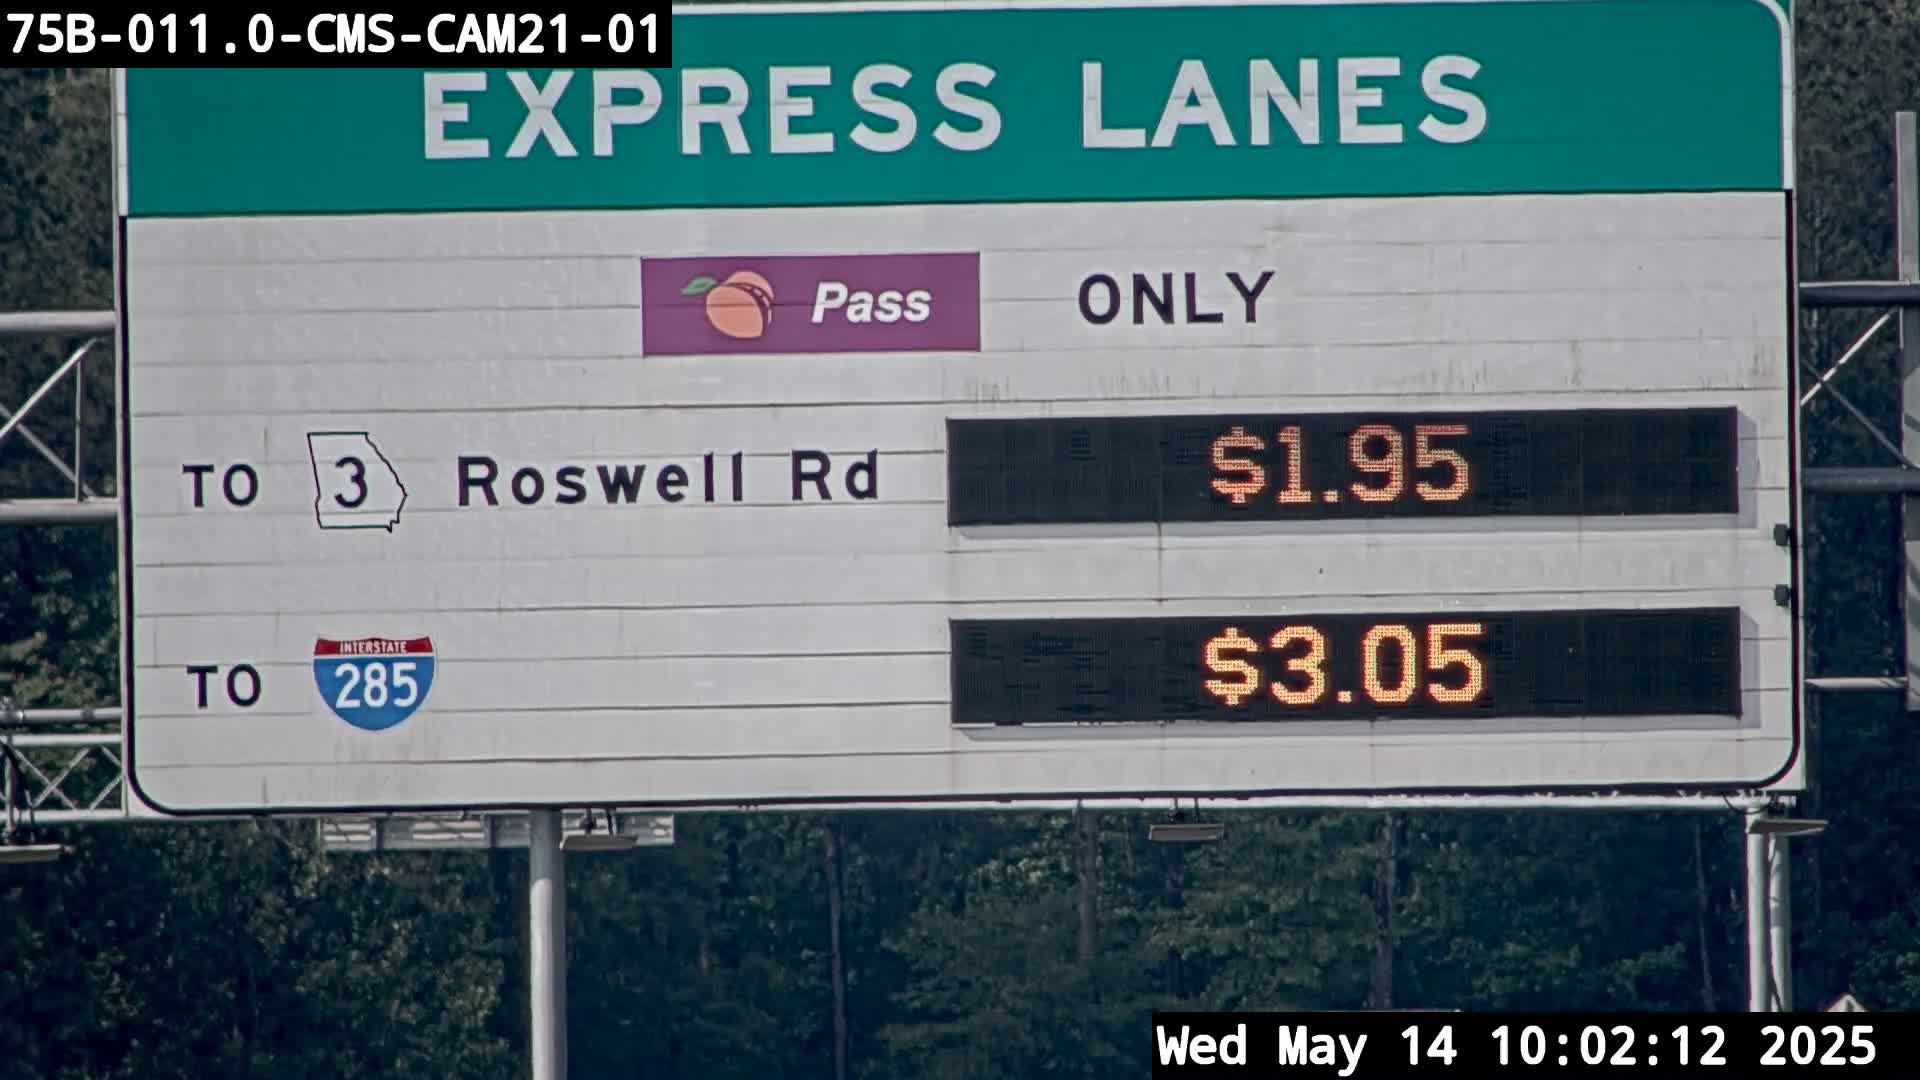 75B-011.0-CMS-CAM21-01
EXPRESS LANES
Pass ONLY
TO 3 Roswell Rd $1.95
INTERSTATE
TO 285 $3.05
Wed May 14 10:02:12 2025